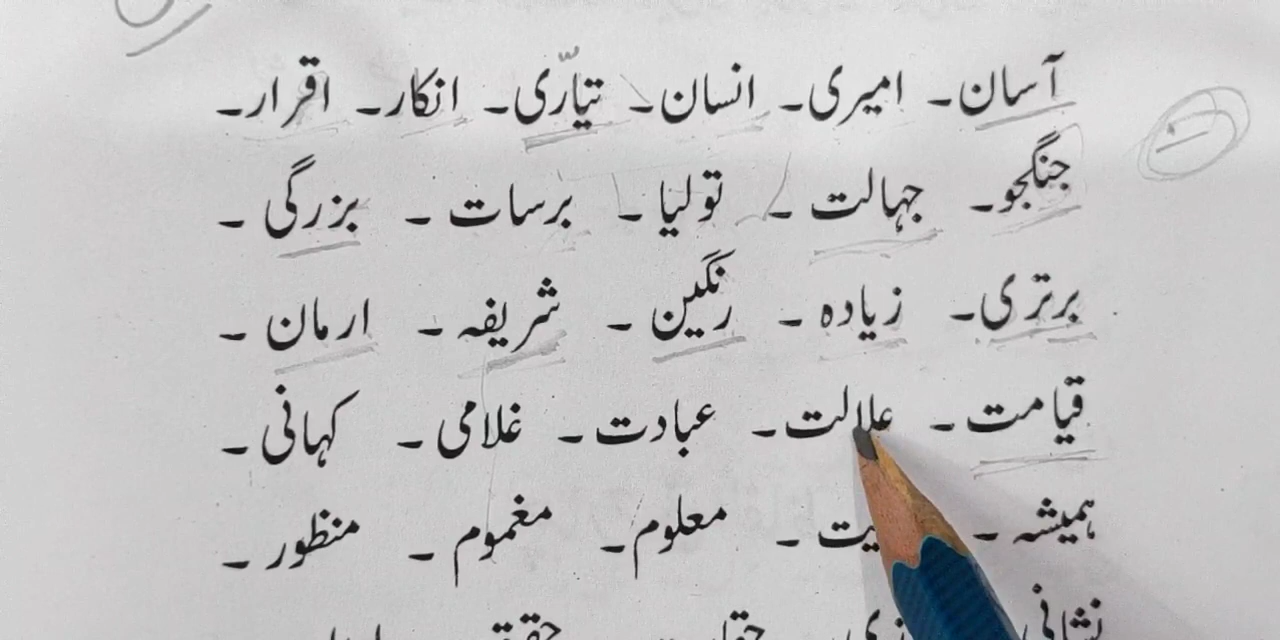 آسان۔ امیری۔ انسان۔ تیاّری۔ انکار۔ اقرار۔
جنگجو۔ جہالت۔ تولیا۔ برسات۔ بزرگی۔
برتری۔ زیادہ۔ رنگین۔ شریفہ۔ ارمان۔
قیامت۔ علالت۔ عبادت۔ غلامی۔ کہانی۔
ہمیشہ۔ معلوم۔ مغموم۔ منظور۔
نشانی